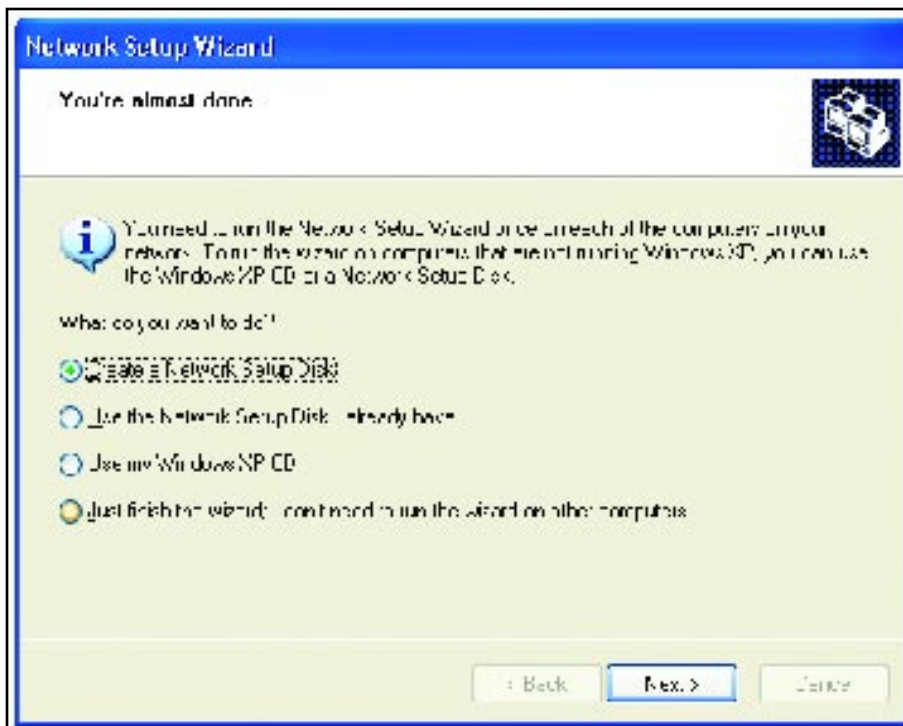 Network Setup Wizard
You're almost done...
You need to run the Network Setup Wizard once on each of the computers on your
network. To run the wizard on computers that are not running Windows XP, you can use
the Windows XP CD or a Network Setup Disk.
What do you want to do?
Create a Network Setup Disk
Use the Network Setup Disk I already have
Use my Windows XP CD
Just finish the wizard; I don't need to run the wizard on other computers
< Back
Next >
Cancel